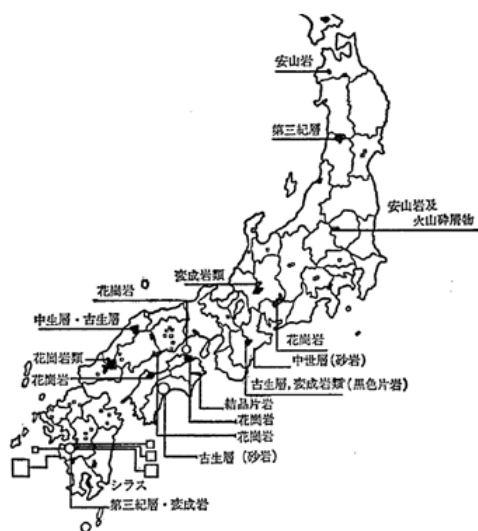 安山岩
第三紀層
安山岩及
火山砕屑物
変成岩類
花崗岩
中生層・古生層
花崗岩
花崗岩類
中世層(砂岩)
花崗岩
古生層,変成岩類(黒色片岩)
結晶片岩
花崗岩
花崗岩
古生層(砂岩)
シラス
第三紀層・変成岩